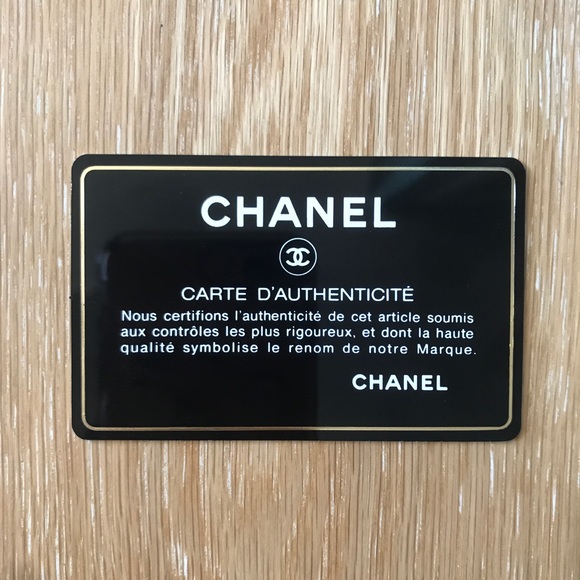 CHANEL
CARTE D'AUTHENTICITÉ
Nous certifions l'authenticité de cet article soumis
aux contrôles les plus rigoureux, et dont la haute
qualité symbolise le renom de notre Marque.
CHANEL